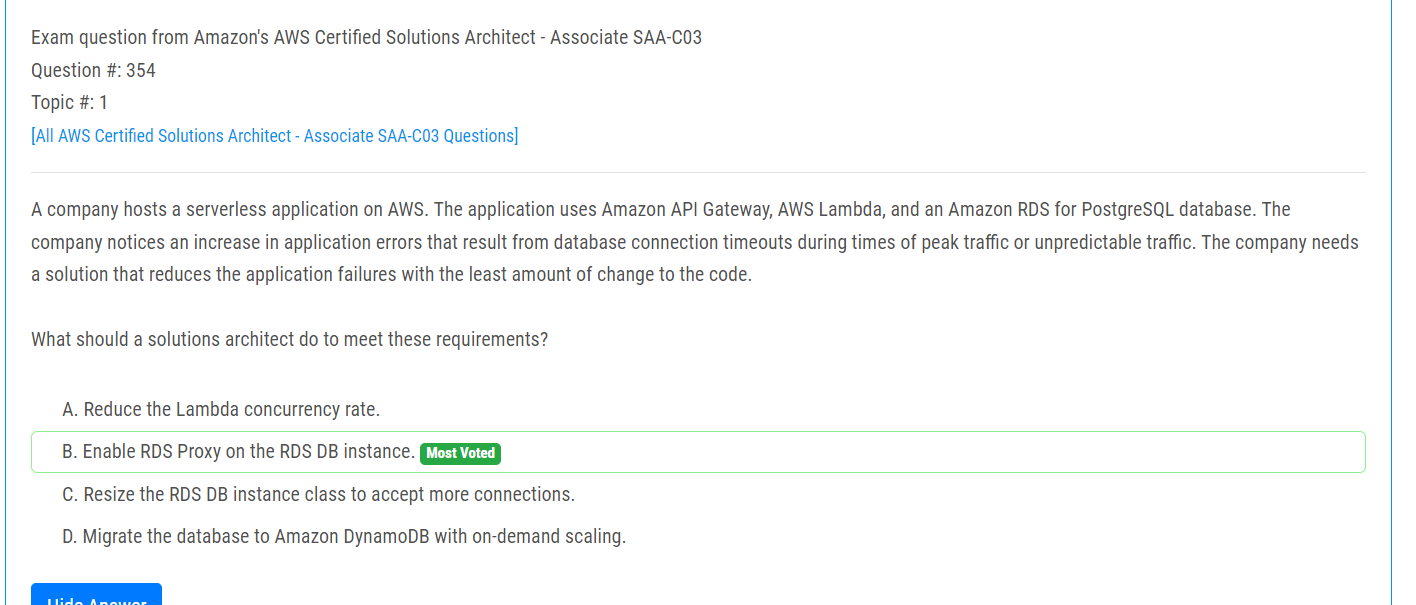 Exam question from Amazon's AWS Certified Solutions Architect - Associate SAA-C03
Question #: 354
Topic #: 1
[All AWS Certified Solutions Architect - Associate SAA-C03 Questions]
A company hosts a serverless application on AWS. The application uses Amazon API Gateway, AWS Lambda, and an Amazon RDS for PostgreSQL database. The
company notices an increase in application errors that result from database connection timeouts during times of peak traffic or unpredictable traffic. The company needs
a solution that reduces the application failures with the least amount of change to the code.
What should a solutions architect do to meet these requirements?
A. Reduce the Lambda concurrency rate.
B. Enable RDS Proxy on the RDS DB instance. Most Voted
C. Resize the RDS DB instance class to accept more connections.
D. Migrate the database to Amazon DynamoDB with on-demand scaling.
Hide Answer